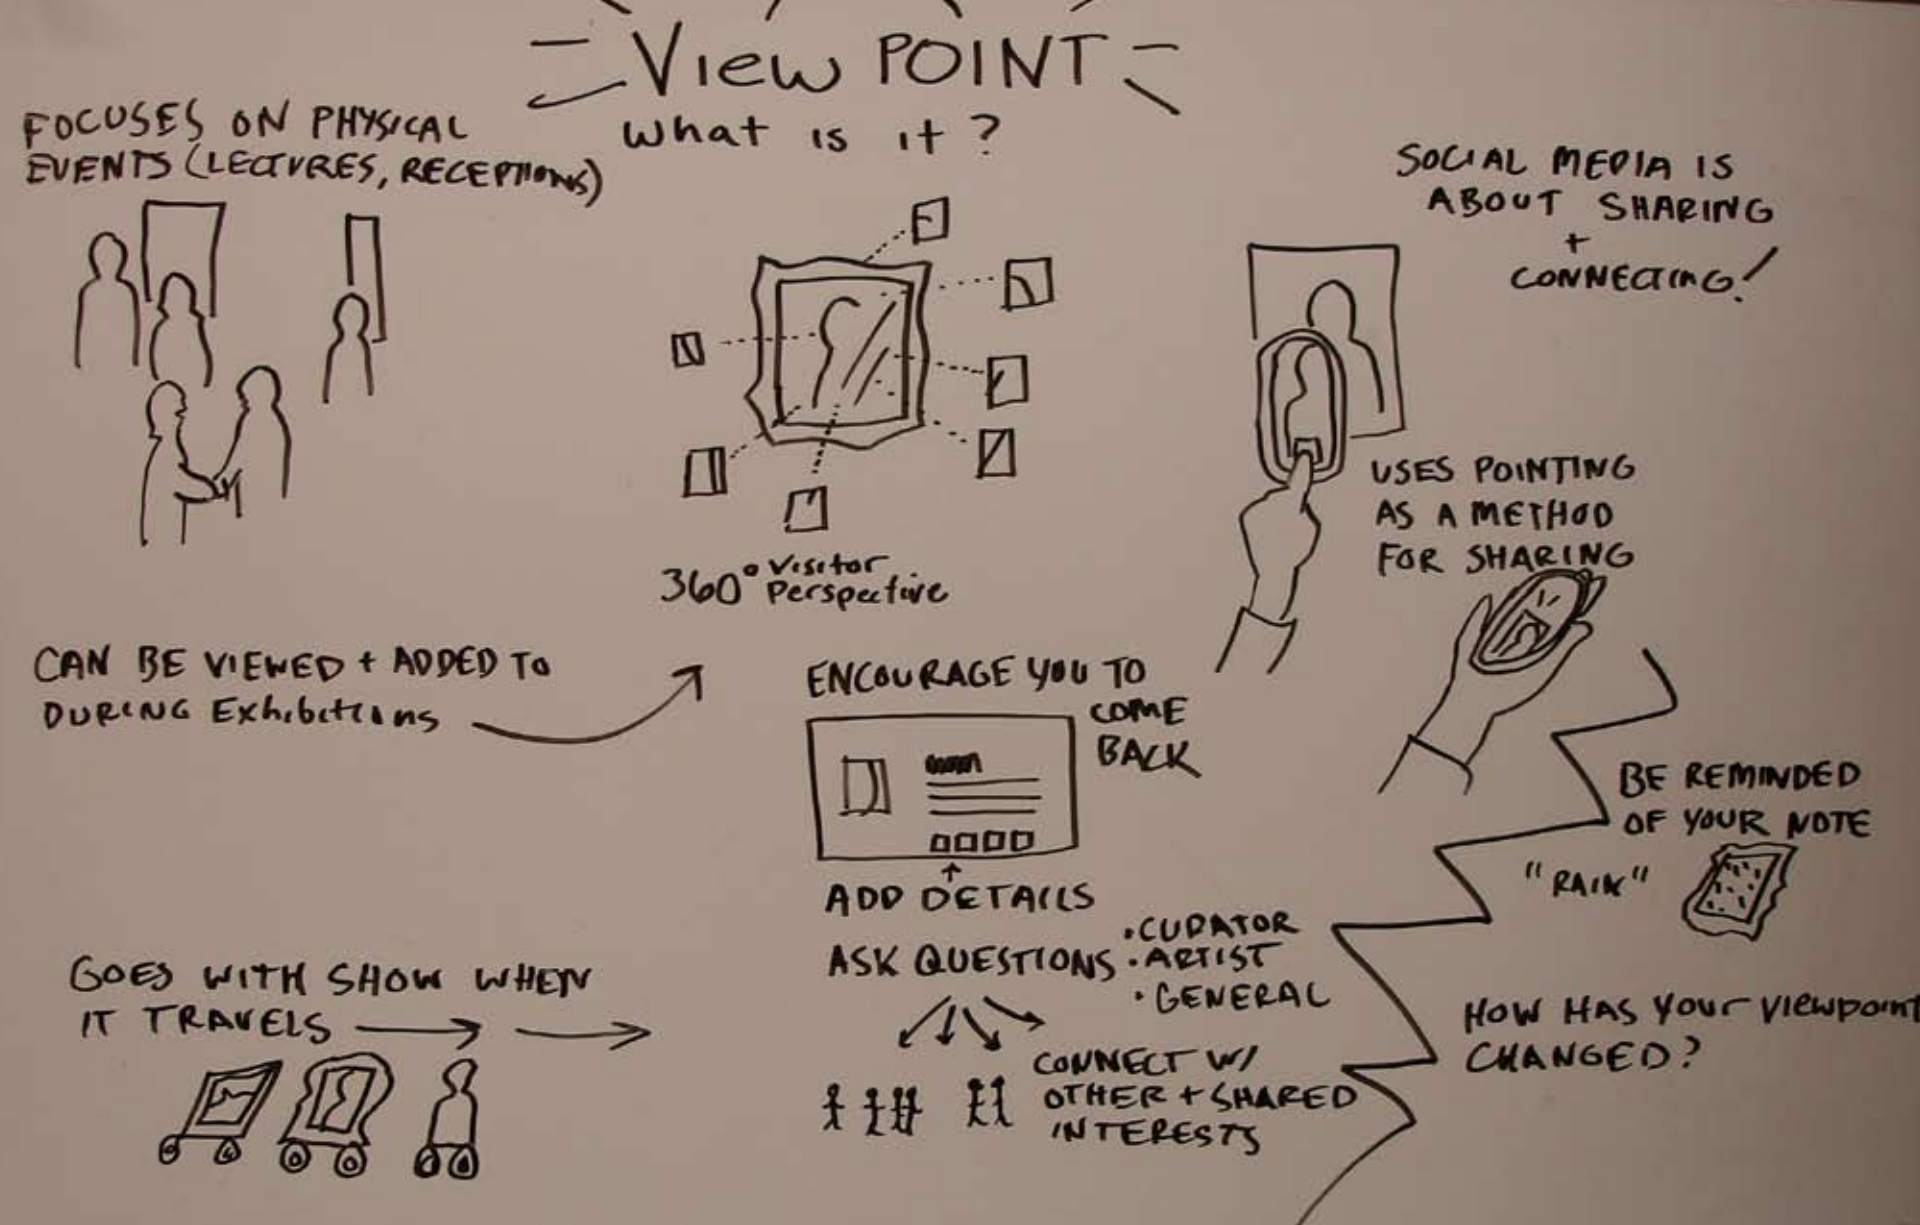 VIEW POINT
What is it?
FOCUSES ON PHYSICAL
EVENTS (LECTURES, RECEPTIONS)
SOCIAL MEDIA IS
ABOUT SHARING
+
CONNECTING!
USES POINTING
AS A METHOD
FOR SHARING
360° Visitor
Perspective
CAN BE VIEWED + ADDED TO
DURING Exhibitions
ENCOURAGE YOU TO
COME
BACK
BE REMINDED
OF YOUR NOTE
"RAIN"
ADD DETAILS
ASK QUESTIONS
• CURATOR
• ARTIST
• GENERAL
CONNECT W/
OTHER + SHARED
INTERESTS
GOES WITH SHOW WHEN
IT TRAVELS
HOW HAS YOUR VIEWPOINT
CHANGED?